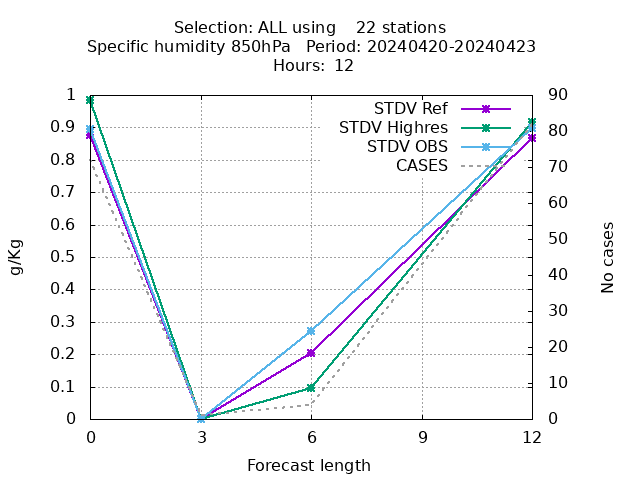 Selection: ALL using    22 stations
Specific humidity 850hPa   Period: 20240420-20240423
Hours:  12
STDV Ref
STDV Highres
STDV OBS
CASES
g/Kg
1
0.9
0.8
0.7
0.6
0.5
0.4
0.3
0.2
0.1
0
90
80
70
60
50
40
30
20
10
0
No cases
0 3 6 9 12
Forecast length